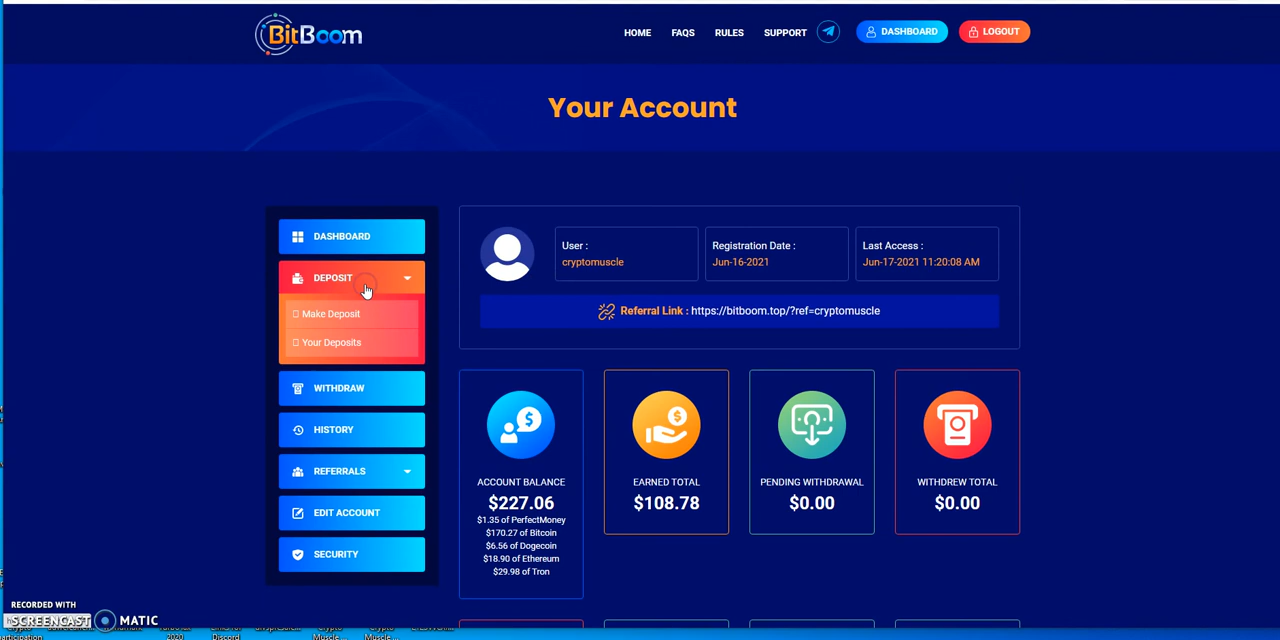 BitBoom
HOME FAQS RULES SUPPORT DASHBOARD LOGOUT
Your Account
DASHBOARD
DEPOSIT
Make Deposit
Your Deposits
WITHDRAW
HISTORY
REFERRALS
EDIT ACCOUNT
SECURITY
User :
cryptomuscle
Registration Date :
Jun-16-2021
Last Access :
Jun-17-2021 11:20:08 AM
Referral Link : https://bitboom.top/?ref=cryptomuscle
ACCOUNT BALANCE
$227.06
$1.35 of PerfectMoney
$170.27 of Bitcoin
$6.56 of Dogecoin
$18.90 of Ethereum
$29.98 of Tron
EARNED TOTAL
$108.78
PENDING WITHDRAWAL
$0.00
WITHDREW TOTAL
$0.00
RECORDED WITH
SCREENCAST MATIC
2020 Discord Muscle... Muscle...